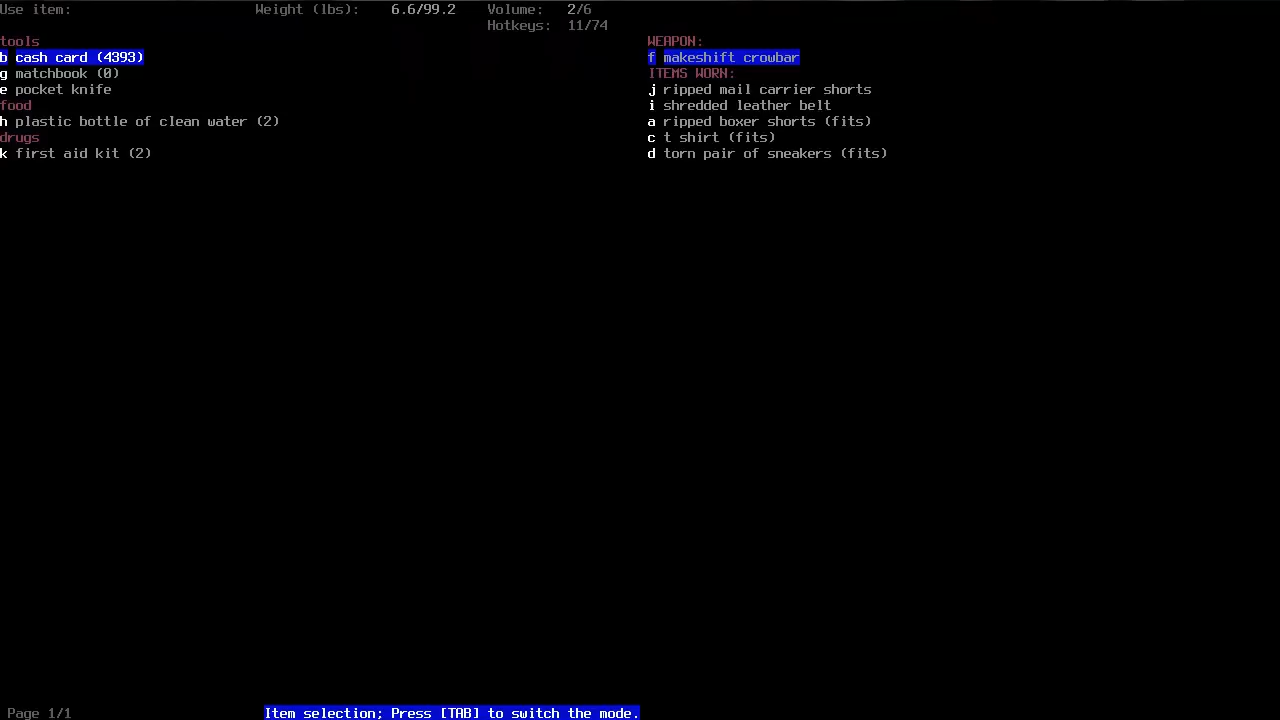 Use item: Weight (lbs): 6.6/99.2 Volume: 2/6
Hotkeys: 11/74
tools WEAPON:
b cash card (4393) f makeshift crowbar
g matchbook (0) ITEMS WORN:
e pocket knife j ripped mail carrier shorts
food i shredded leather belt
h plastic bottle of clean water (2) a ripped boxer shorts (fits)
drugs c t shirt (fits)
k first aid kit (2) d torn pair of sneakers (fits)
Page 1/1 Item selection; Press [TAB] to switch the mode.